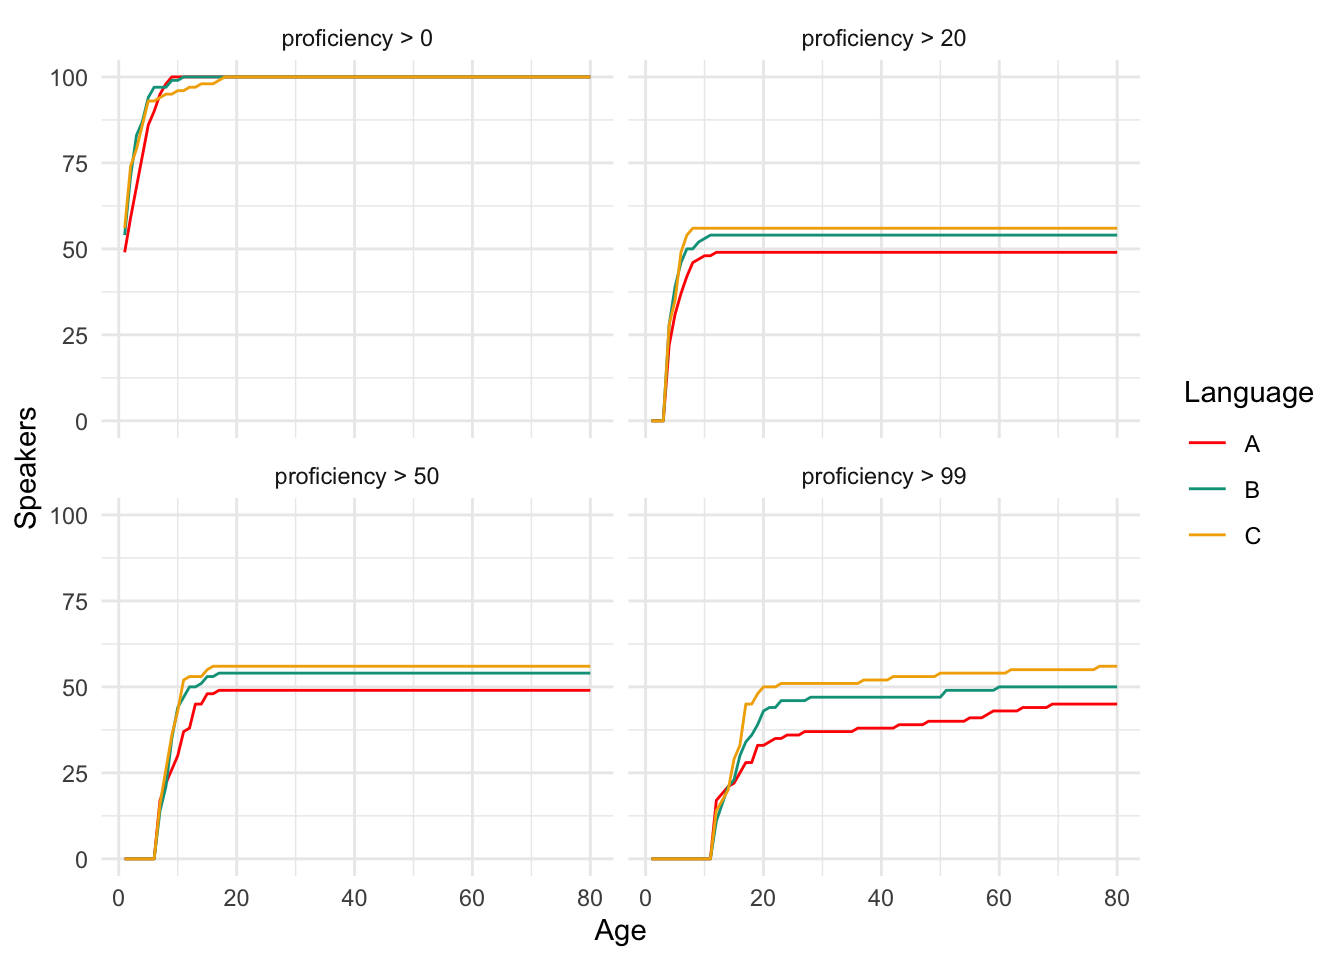 proficiency > 0
proficiency > 20
100
75
50
25
0
proficiency > 50
proficiency > 99
100
75
50
25
0
0 20 40 60 80
0 20 40 60 80
Age
Speakers
Language
A
B
C